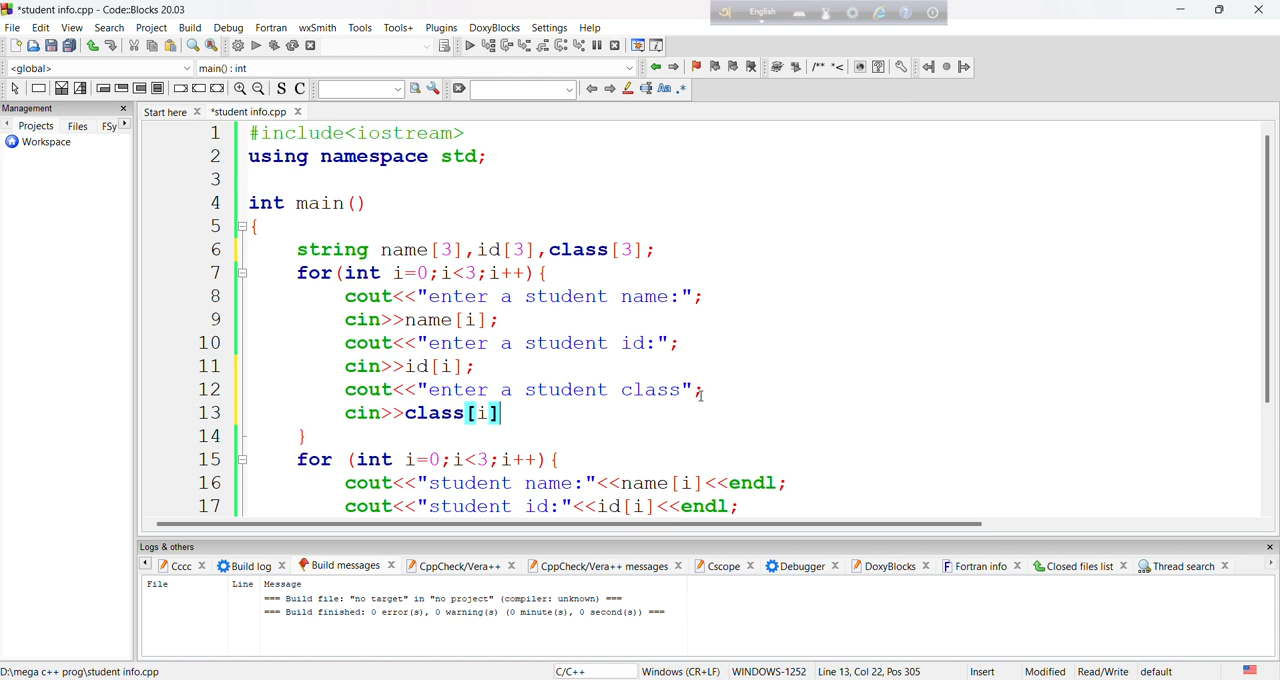 *student info.cpp - Code::Blocks 20.03
English
File Edit View Search Project Build Debug Fortran wxSmith Tools Tools+ Plugins DoxyBlocks Settings Help
<global> main() : int
/** *<
S C Aa .*
Management
Start here *student info.cpp
Projects Files FSy
Workspace
1 #include<iostream>
2 using namespace std;
3
4 int main()
5 {
6 string name[3],id[3],class[3];
7 for(int i=0;i<3;i++){
8 cout<<"enter a student name:";
9 cin>>name[i];
10 cout<<"enter a student id:";
11 cin>>id[i];
12 cout<<"enter a student class";
13 cin>>class[i]
14 }
15 for (int i=0;i<3;i++){
16 cout<<"student name:"<<name[i]<<endl;
17 cout<<"student id:"<<id[i]<<endl;
Logs & others
Cccc Build log Build messages CppCheck/Vera++ CppCheck/Vera++ messages Cscope Debugger DoxyBlocks Fortran info Closed files list Thread search
File Line Message
=== Build file: "no target" in "no project" (compiler: unknown) ===
=== Build finished: 0 error(s), 0 warning(s) (0 minute(s), 0 second(s)) ===
D:\mega c++ prog\student info.cpp C/C++ Windows (CR+LF) WINDOWS-1252 Line 13, Col 22, Pos 305 Insert Modified Read/Write default